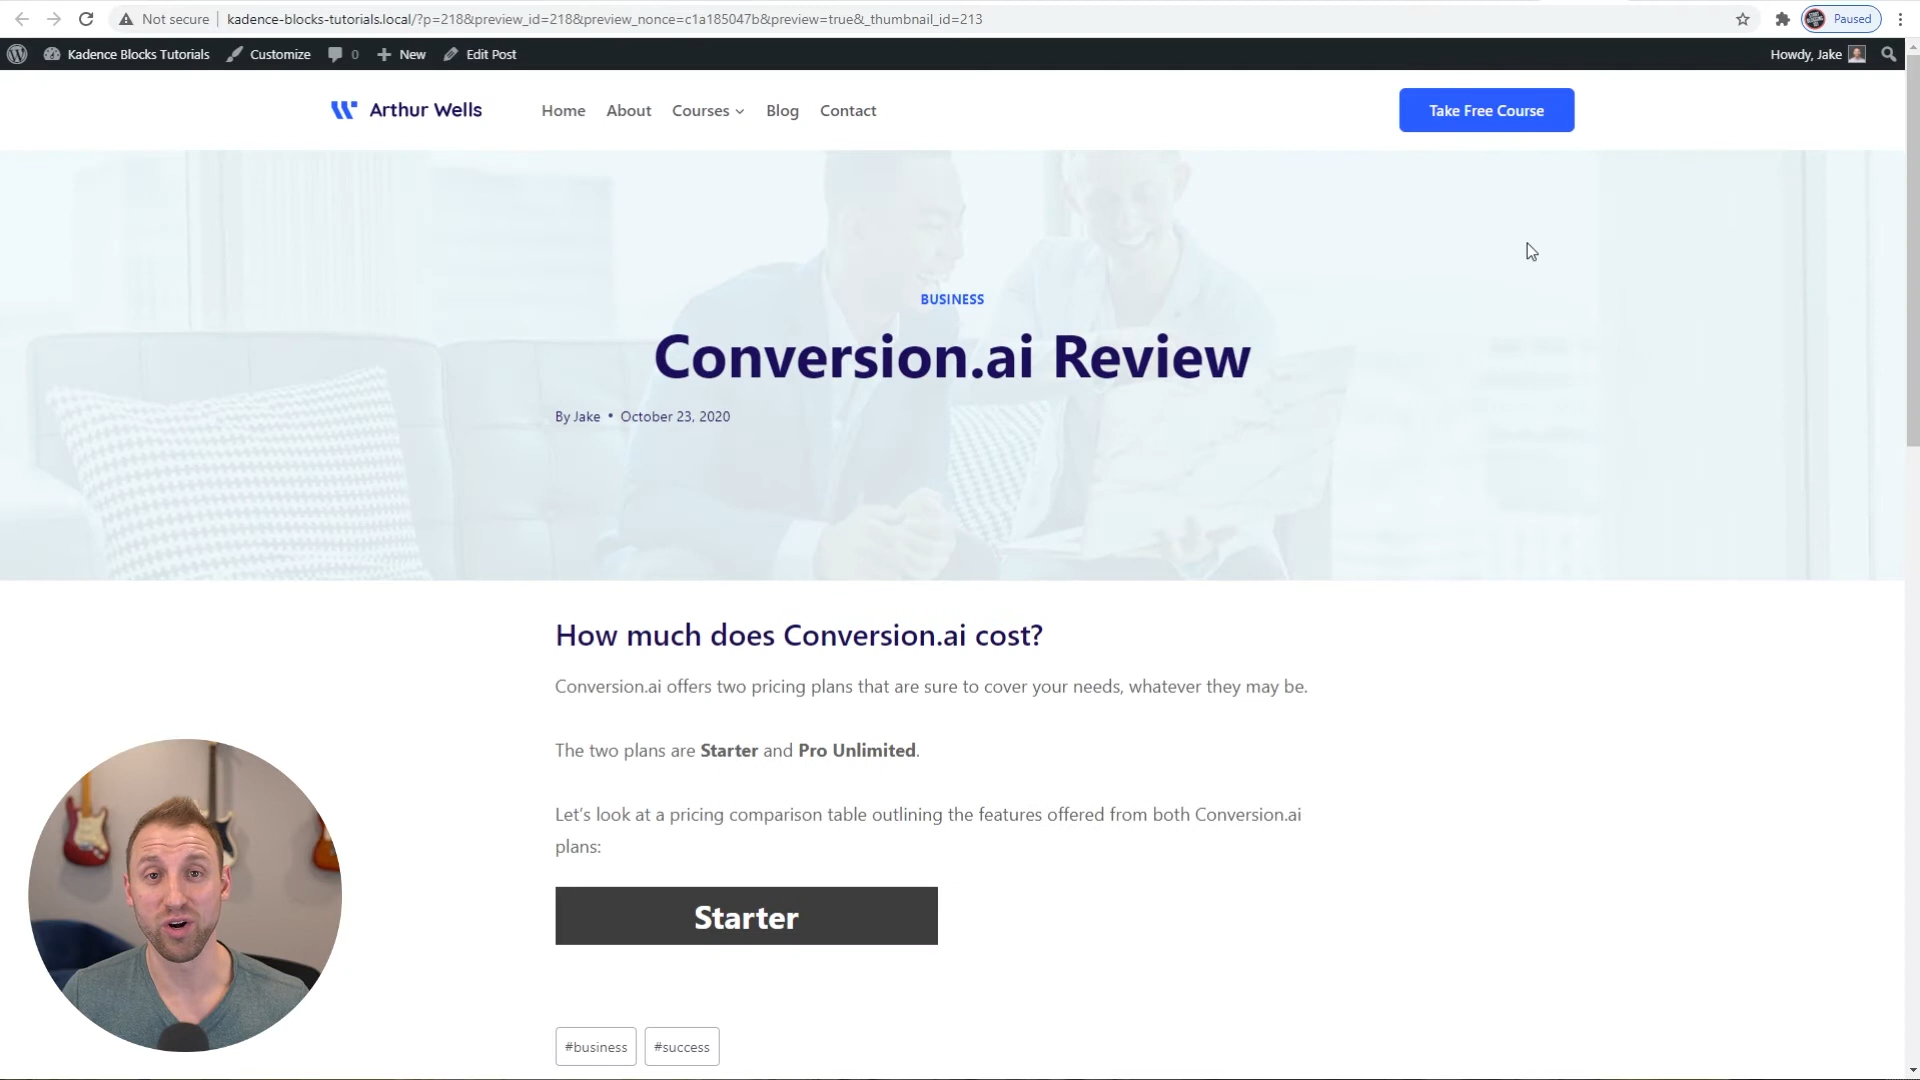 Not secure
kadence-blocks-tutorials.local/?p=218&preview_id=218&preview_nonce=c1a185047b&preview=true&_thumbnail_id=213
Paused
Kadence Blocks Tutorials
Customize
0
New
Edit Post
Howdy, Jake
Arthur Wells
Home
About
Courses
Blog
Contact
Take Free Course
BUSINESS
Conversion.ai Review
By Jake • October 23, 2020
How much does Conversion.ai cost?
Conversion.ai offers two pricing plans that are sure to cover your needs, whatever they may be.
The two plans are Starter and Pro Unlimited.
Let’s look at a pricing comparison table outlining the features offered from both Conversion.ai
plans:
Starter
#business
#success